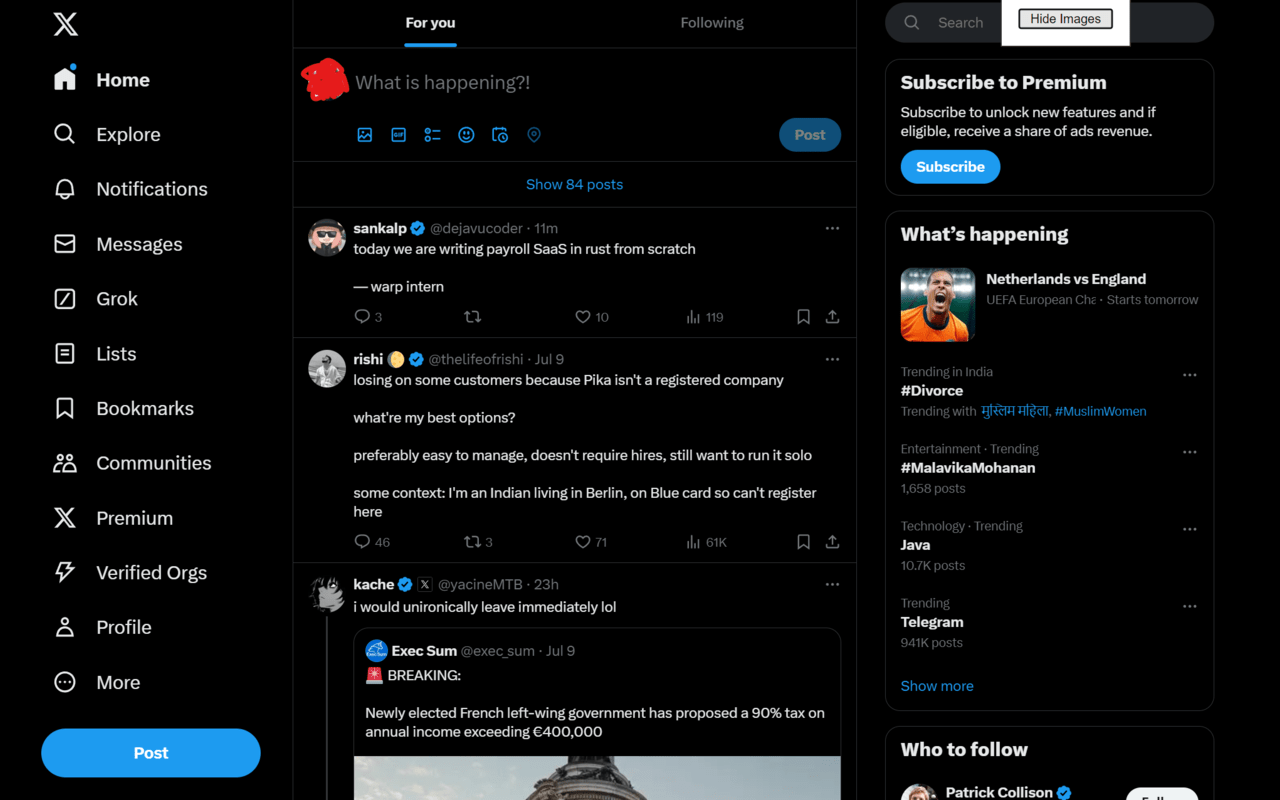 Home
Explore
Notifications
Messages
Grok
Lists
Bookmarks
Communities
Premium
Verified Orgs
Profile
More
Post
For you
Following
What is happening?!
GIF
Post
Show 84 posts
sankalp @dejavucoder · 11m
today we are writing payroll SaaS in rust from scratch
— warp intern
3 10 119
rishi @thelifeofrishi · Jul 9
losing on some customers because Pika isn't a registered company
what're my best options?
preferably easy to manage, doesn't require hires, still want to run it solo
some context: I'm an Indian living in Berlin, on Blue card so can't register
here
46 3 71 61K
kache @yacineMTB · 23h
i would unironically leave immediately lol
Exec Sum @exec_sum · Jul 9
🚨 BREAKING:
Newly elected French left-wing government has proposed a 90% tax on
annual income exceeding €400,000
Search
Hide Images
Subscribe to Premium
Subscribe to unlock new features and if
eligible, receive a share of ads revenue.
Subscribe
What's happening
Netherlands vs England
UEFA European Cha · Starts tomorrow
Trending in India
#Divorce
Trending with मुस्लिम महिला, #MuslimWomen
Entertainment · Trending
#MalavikaMohanan
1,658 posts
Technology · Trending
Java
10.7K posts
Trending
Telegram
941K posts
Show more
Who to follow
Patrick Collison